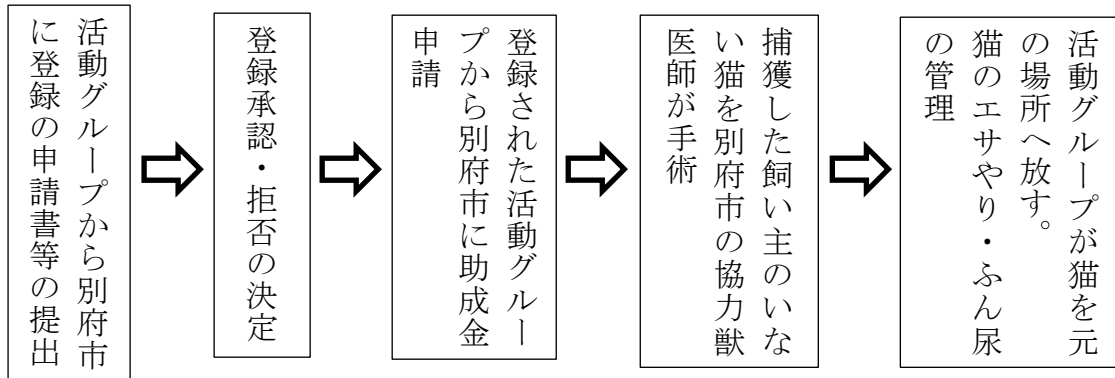 活動グループから別府市
に登録の申請書等の提出
登録承認・拒否の決定
登録された活動グルー
プから別府市に助成金
申請
捕獲した飼い主のいな
い猫を別府市の協力獣
医師が手術
活動グループが猫を元
の場所へ放す。
猫のエサやり・ふん尿
の管理